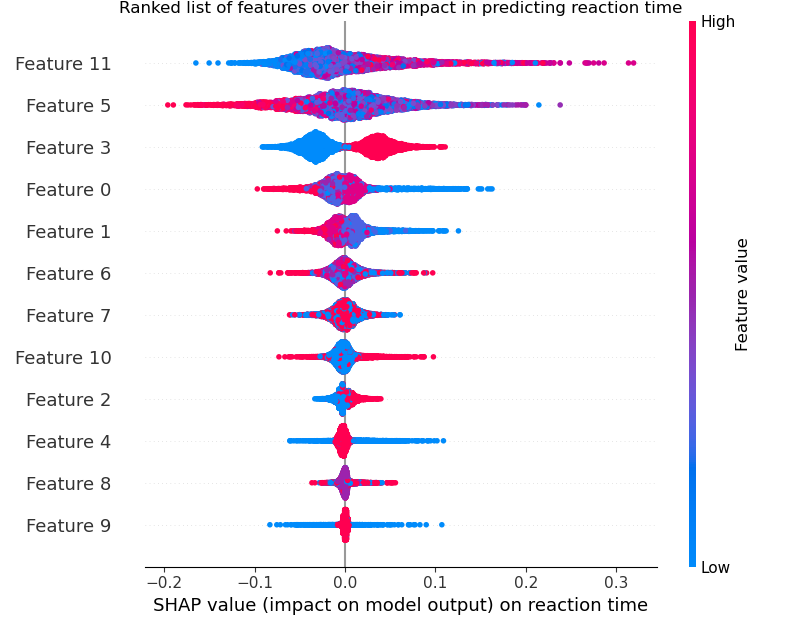 Ranked list of features over their impact in predicting reaction time
High
Feature 11
Feature 5
Feature 3
Feature 0
Feature 1
Feature 6
Feature 7
Feature 10
Feature 2
Feature 4
Feature 8
Feature 9
Feature value
Low
−0.2 −0.1 0.0 0.1 0.2 0.3
SHAP value (impact on model output) on reaction time